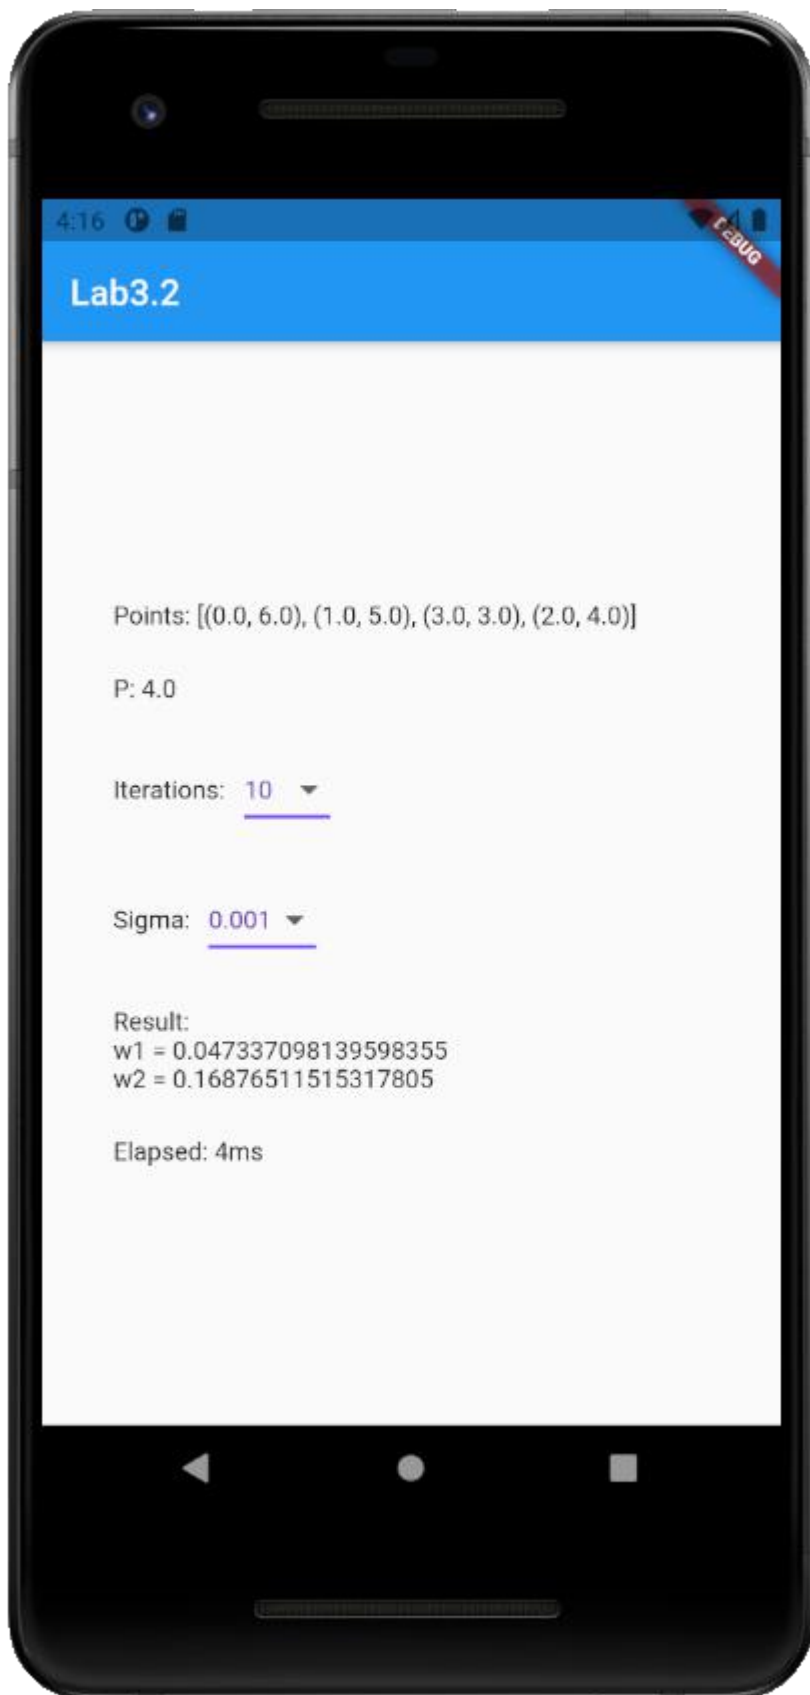 4:16
DEBUG
Lab3.2
Points: [(0.0, 6.0), (1.0, 5.0), (3.0, 3.0), (2.0, 4.0)]
P: 4.0
Iterations: 10
Sigma: 0.001
Result:
w1 = 0.047337098139598355
w2 = 0.16876511515317805
Elapsed: 4ms